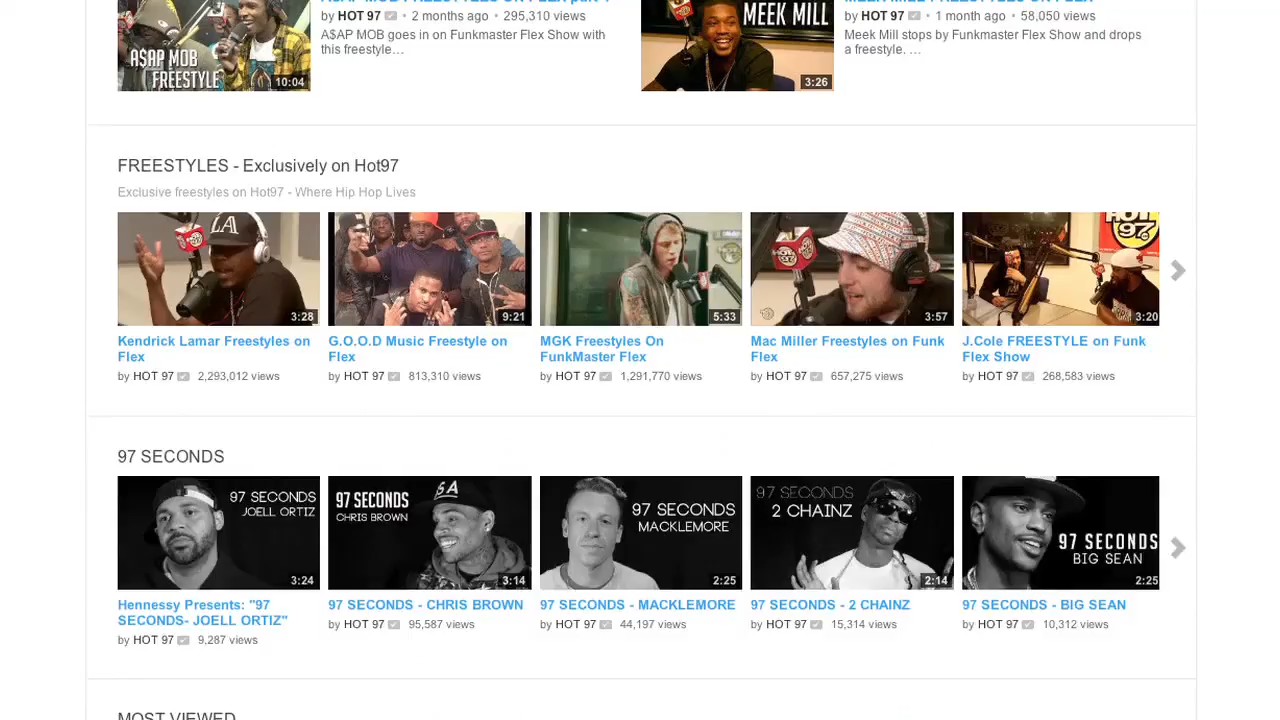 by HOT 97 • 2 months ago • 295,310 views
A$AP MOB goes in on Funkmaster Flex Show with
this freestyle…
A$AP MOB
FREESTYLE
10:04
MEEK MILL
by HOT 97 • 1 month ago • 58,050 views
Meek Mill stops by Funkmaster Flex Show and drops
a freestyle. …
3:26
FREESTYLES - Exclusively on Hot97
Exclusive freestyles on Hot97 - Where Hip Hop Lives
LA
3:28
9:21
5:33
3:57
HOT
97
3:20
Kendrick Lamar Freestyles on
Flex
by HOT 97 2,293,012 views
G.O.O.D Music Freestyle on
Flex
by HOT 97 813,310 views
MGK Freestyles On
FunkMaster Flex
by HOT 97 1,291,770 views
Mac Miller Freestyles on Funk
Flex
by HOT 97 657,275 views
J.Cole FREESTYLE on Funk
Flex Show
by HOT 97 268,583 views
97 SECONDS
97 SECONDS
JOELL ORTIZ
3:24
97 SECONDS
CHRIS BROWN
3:14
97 SECONDS
MACKLEMORE
2:25
97 SECONDS
2 CHAINZ
2:14
97 SECONDS
BIG SEAN
2:25
Hennessy Presents: "97
SECONDS- JOELL ORTIZ"
by HOT 97 9,287 views
97 SECONDS - CHRIS BROWN
by HOT 97 95,587 views
97 SECONDS - MACKLEMORE
by HOT 97 44,197 views
97 SECONDS - 2 CHAINZ
by HOT 97 15,314 views
97 SECONDS - BIG SEAN
by HOT 97 10,312 views
MOST VIEWED